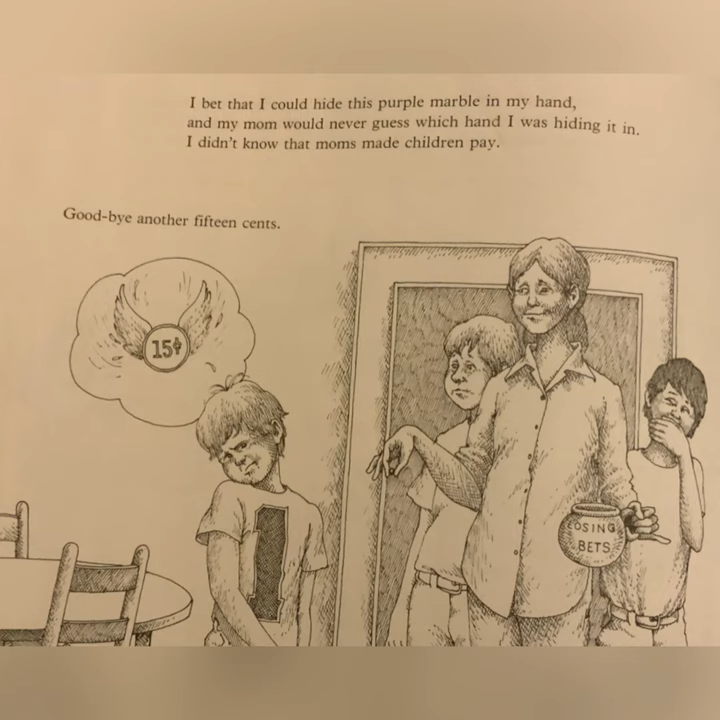 I bet that I could hide this purple marble in my hand,
and my mom would never guess which hand I was hiding it in.
I didn't know that moms made children pay.
Good-bye another fifteen cents.
15¢
LOSING
BETS